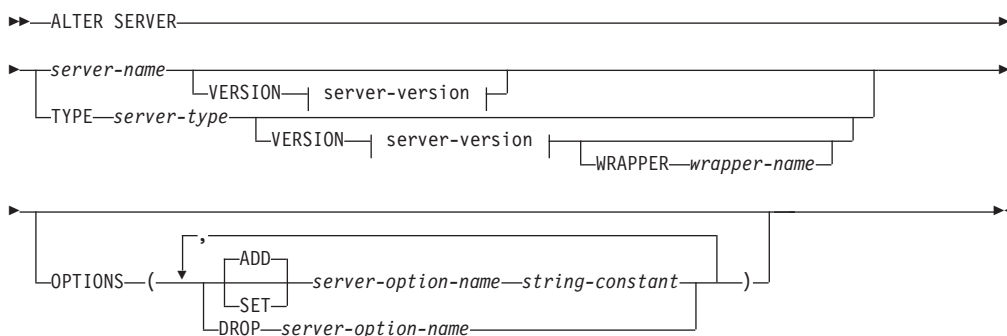 ALTER SERVER
server-name
VERSION server-version
TYPE server-type
VERSION server-version
WRAPPER wrapper-name
,
ADD
OPTIONS ( server-option-name string-constant )
SET
DROP server-option-name